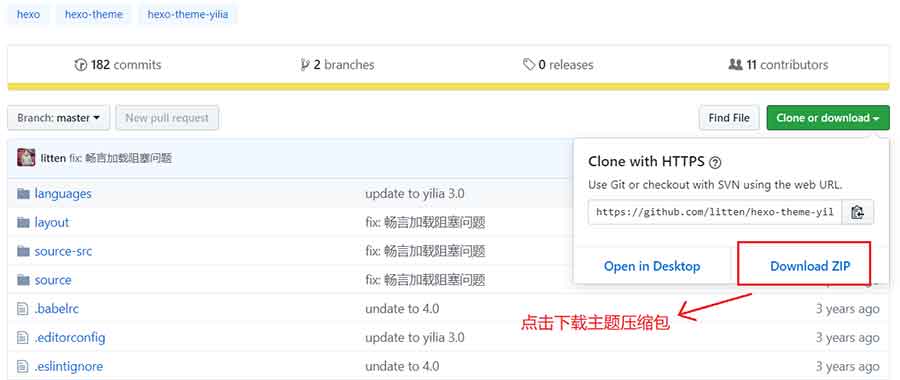 hexo hexo-theme hexo-theme-yilia
182 commits 2 branches 0 releases 11 contributors
Branch: master New pull request Find File Clone or download
litten fix: 畅言加载阻塞问题
Clone with HTTPS ?
Use Git or checkout with SVN using the web URL.
https://github.com/litten/hexo-theme-yil
Open in Desktop Download ZIP
languages update to yilia 3.0
layout fix: 畅言加载阻塞问题
source-src fix: 畅言加载阻塞问题
source fix: 畅言加载阻塞问题 years ago
.babelrc undate to 4.0 3 years ago
点击下载主题压缩包
.editorconfig update to yilia 3.0 3 years ago
.eslintignore undate to 4.0 3 years ago